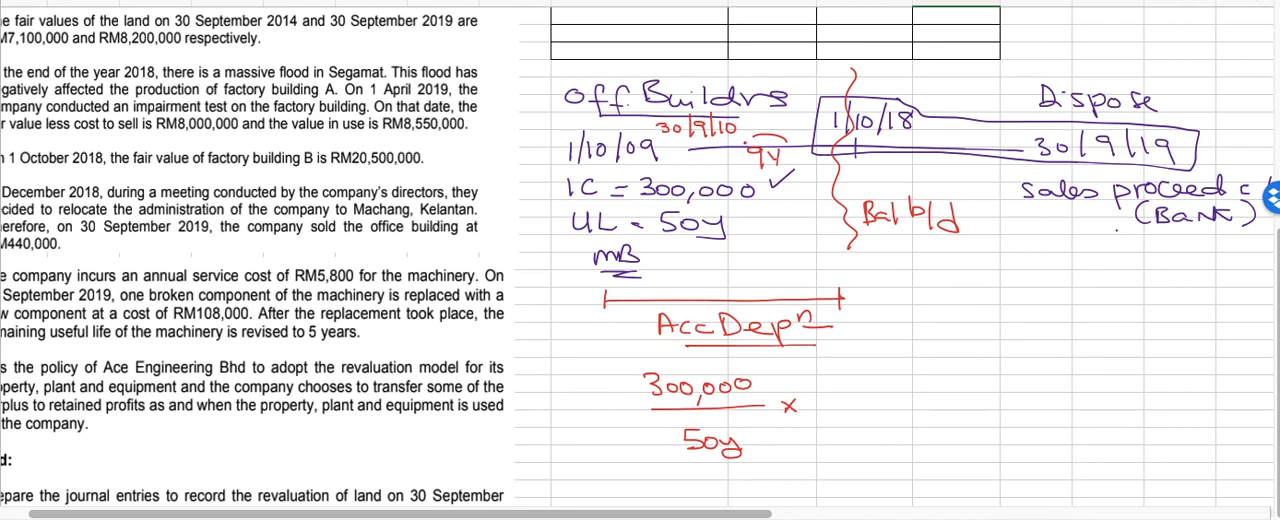 e fair values of the land on 30 September 2014 and 30 September 2019 are
M7,100,000 and RM8,200,000 respectively.
the end of the year 2018, there is a massive flood in Segamat. This flood has
gatively affected the production of factory building A. On 1 April 2019, the
mpany conducted an impairment test on the factory building. On that date, the
r value less cost to sell is RM8,000,000 and the value in use is RM8,550,000.
1 October 2018, the fair value of factory building B is RM20,500,000.
December 2018, during a meeting conducted by the company's directors, they
cided to relocate the administration of the company to Machang, Kelantan.
erefore, on 30 September 2019, the company sold the office building at
M440,000.
e company incurs an annual service cost of RM5,800 for the machinery. On
September 2019, one broken component of the machinery is replaced with a
w component at a cost of RM108,000. After the replacement took place, the
naining useful life of the machinery is revised to 5 years.
s the policy of Ace Engineering Bhd to adopt the revaluation model for its
perty, plant and equipment and the company chooses to transfer some of the
plus to retained profits as and when the property, plant and equipment is used
the company.
d:
epare the journal entries to record the revaluation of land on 30 September
Off. Buildng
Dispose
30/9/10
1/10/18
1/10/09
9y
30/9/19
IC = 300,000 ✓
Sales proceed
UL = 50y
Bal b/d
(Bank)
mB
Acc Depn
300,000 ×
50y